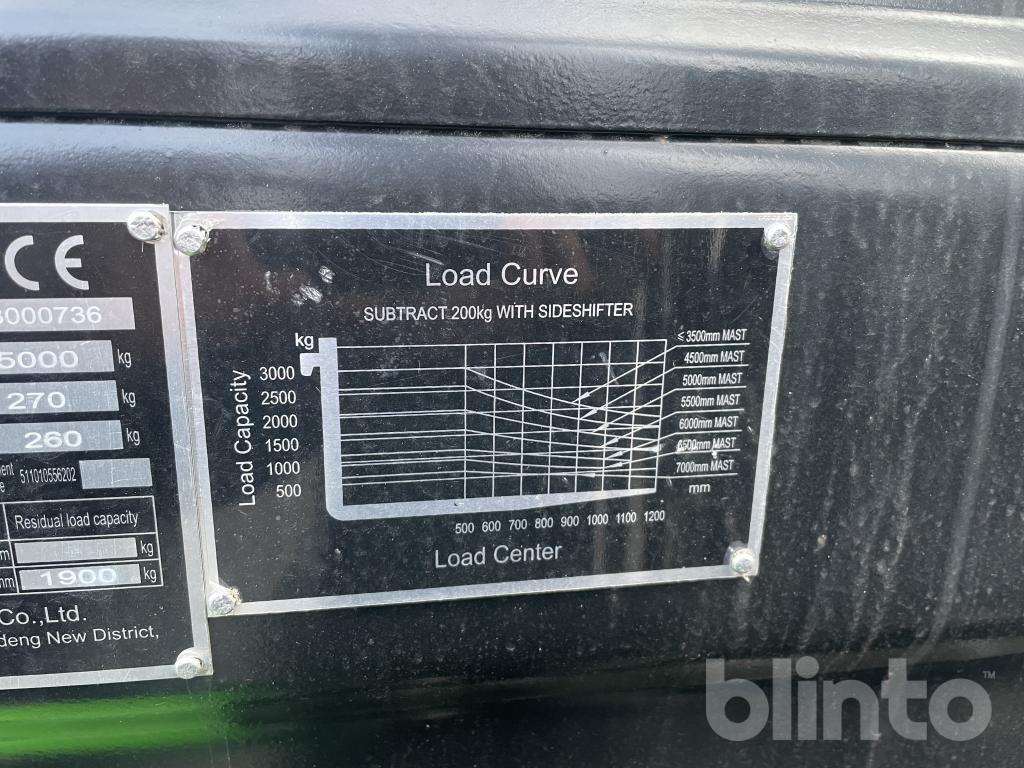 CE
3000736
5000 kg
270 kg
260 kg
511010556202
Residual load capacity
kg
1900 kg
Co.,Ltd.
deng New District,
Load Curve
SUBTRACT 200kg WITH SIDESHIFTER
kg
Load Capacity
3000
2500
2000
1500
1000
500
≤ 3500mm MAST
4500mm MAST
5000mm MAST
5500mm MAST
6000mm MAST
6500mm MAST
7000mm MAST
mm
500 600 700 800 900 1000 1100 1200
Load Center
blinto™